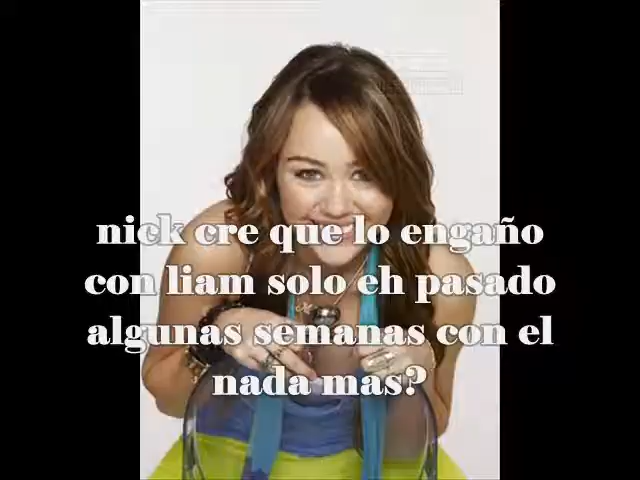 nick cre que lo engaño
con liam solo eh pasado
algunas semanas con el
nada mas?